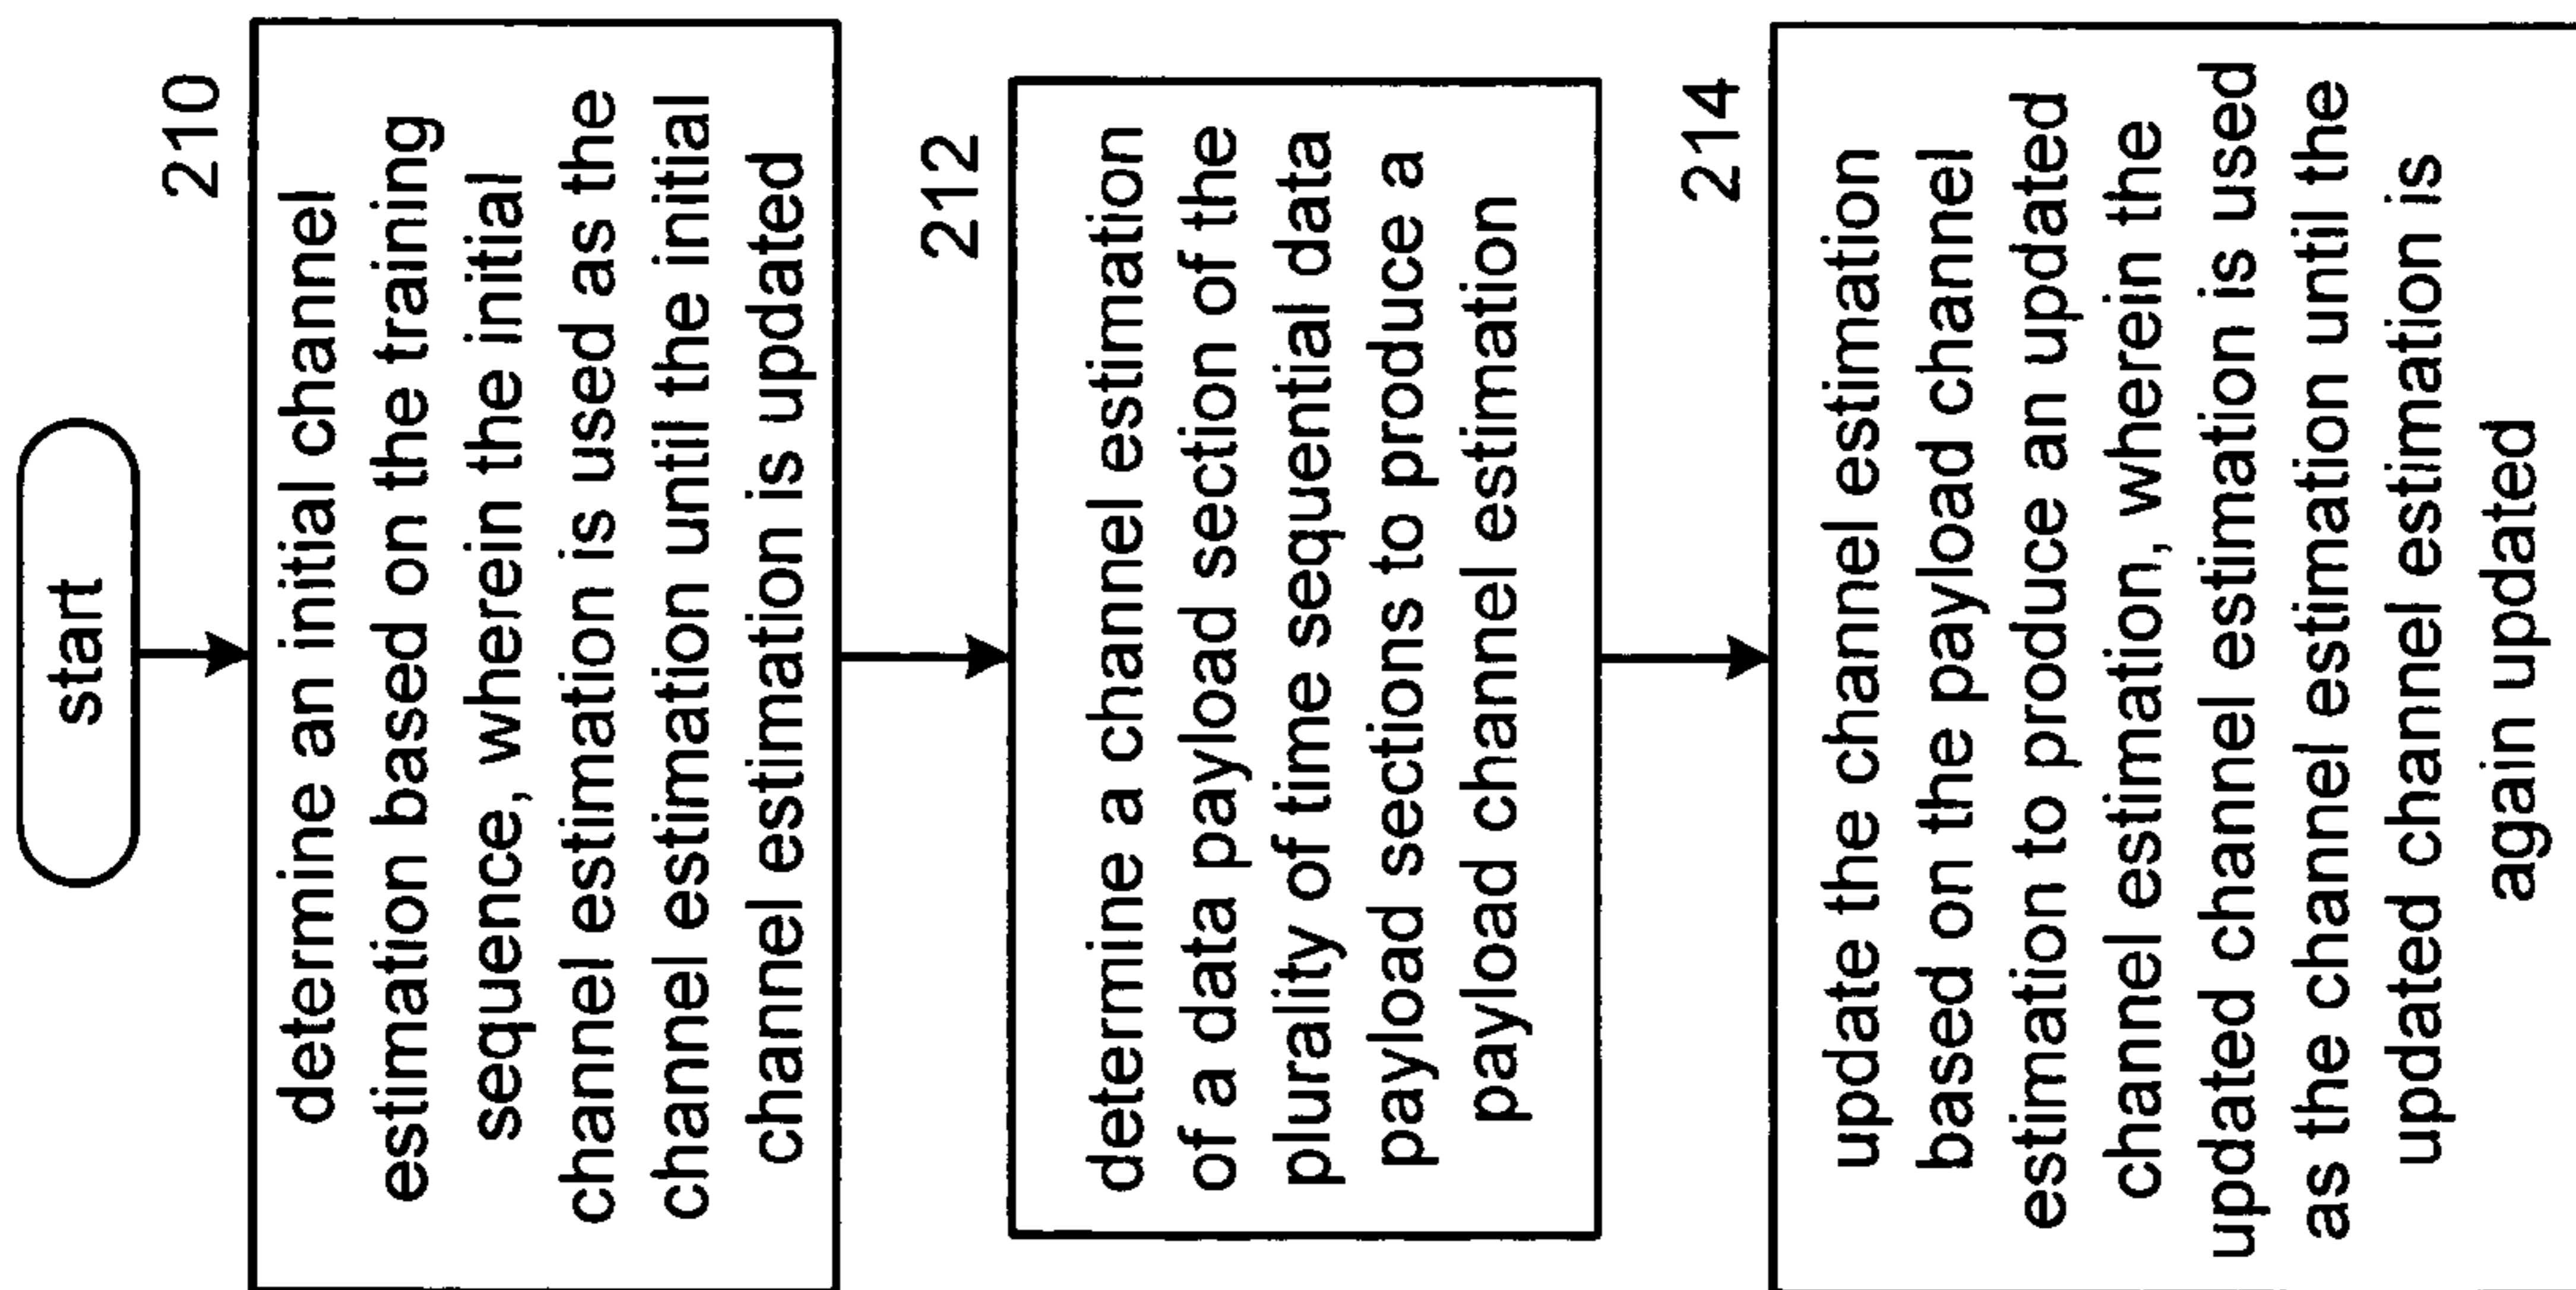 start
210
determine an initial channel
estimation based on the training
sequence, wherein the initial
channel estimation is used as the
channel estimation until the initial
channel estimation is updated
212
determine a channel estimation
of a data payload section of the
plurality of time sequential data
payload sections to produce a
payload channel estimation
214
update the channel estimation
based on the payload channel
estimation to produce an updated
channel estimation, wherein the
updated channel estimation is used
as the channel estimation until the
updated channel estimation is
again updated